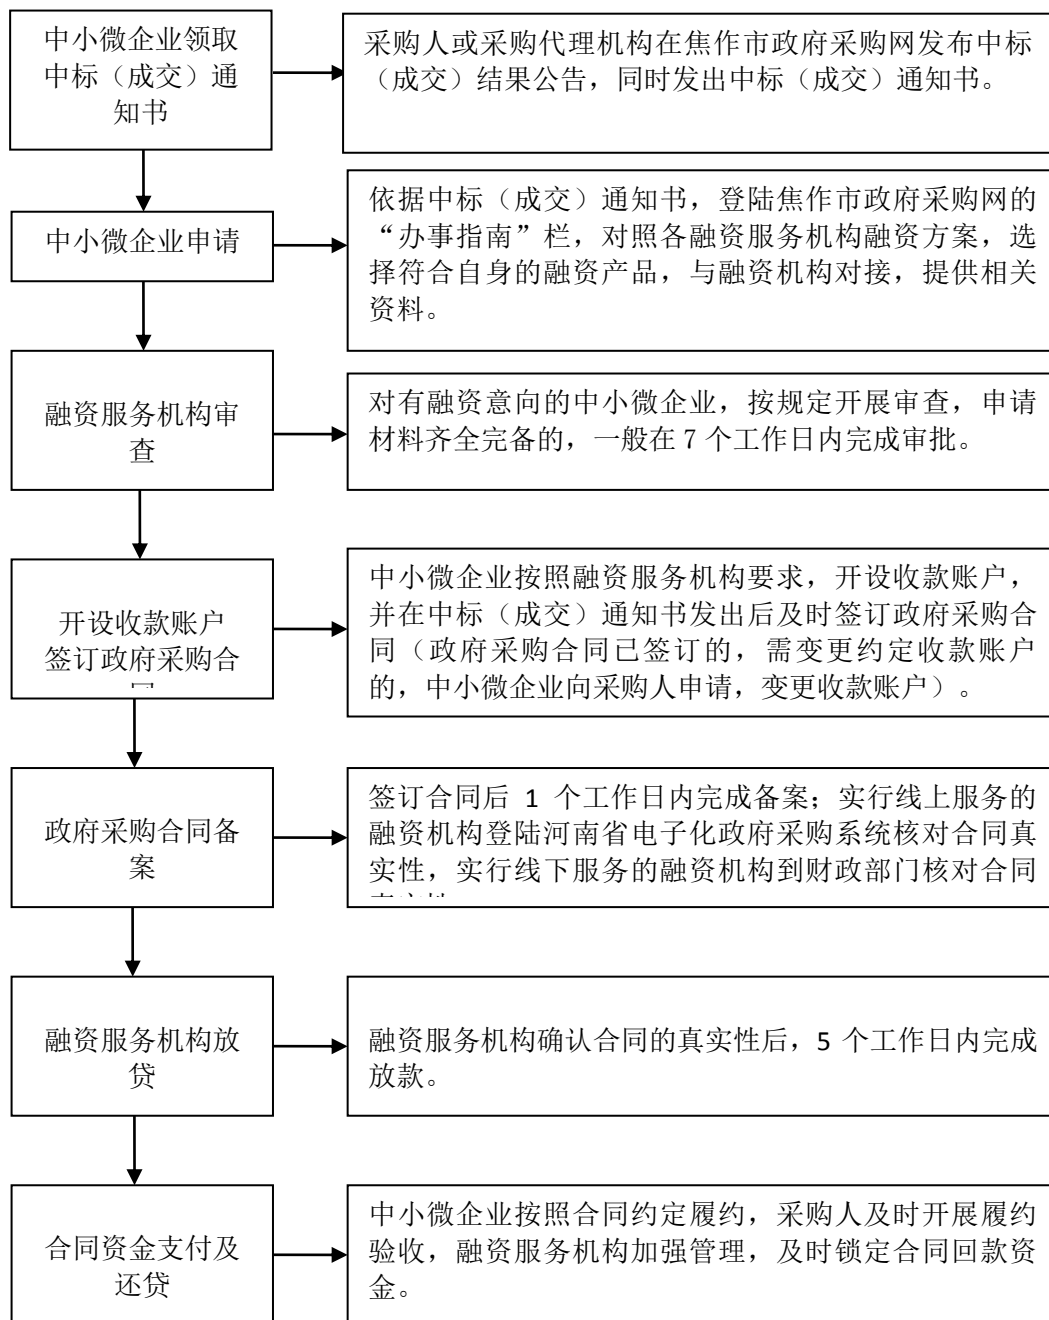 中小微企业领取
中标（成交）通
知书
采购人或采购代理机构在焦作市政府采购网发布中标
（成交）结果公告，同时发出中标（成交）通知书。
中小微企业申请
依据中标（成交）通知书，登陆焦作市政府采购网的
“办事指南”栏，对照各融资服务机构融资方案，选
择符合自身的融资产品，与融资机构对接，提供相关
资料。
融资服务机构审
查
对有融资意向的中小微企业，按规定开展审查，申请
材料齐全完备的，一般在 7 个工作日内完成审批。
开设收款账户
签订政府采购合
中小微企业按照融资服务机构要求，开设收款账户，
并在中标（成交）通知书发出后及时签订政府采购合
同（政府采购合同已签订的，需变更约定收款账户
的，中小微企业向采购人申请，变更收款账户）。
政府采购合同备
案
签订合同后 1 个工作日内完成备案；实行线上服务的
融资机构登陆河南省电子化政府采购系统核对合同真
实性，实行线下服务的融资机构到财政部门核对合同
融资服务机构放
贷
融资服务机构确认合同的真实性后，5 个工作日内完成
放款。
合同资金支付及
还贷
中小微企业按照合同约定履约，采购人及时开展履约
验收，融资服务机构加强管理，及时锁定合同回款资
金。